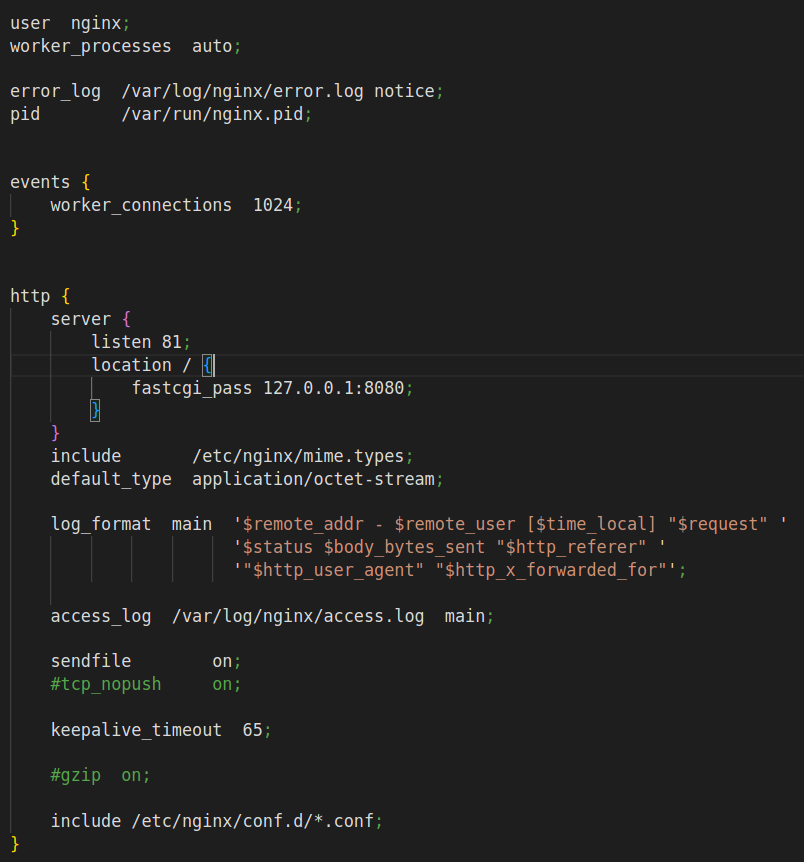 user  nginx;
worker_processes  auto;
error_log  /var/log/nginx/error.log notice;
pid        /var/run/nginx.pid;
events {
    worker_connections  1024;
}
http {
    server {
        listen 81;
        location / {
            fastcgi_pass 127.0.0.1:8080;
        }
    }
    include       /etc/nginx/mime.types;
    default_type  application/octet-stream;
    log_format  main  '$remote_addr - $remote_user [$time_local] "$request" '
                      '$status $body_bytes_sent "$http_referer" '
                      '"$http_user_agent" "$http_x_forwarded_for"';
    access_log  /var/log/nginx/access.log  main;
    sendfile        on;
    #tcp_nopush     on;
    keepalive_timeout  65;
    #gzip  on;
    include /etc/nginx/conf.d/*.conf;
}